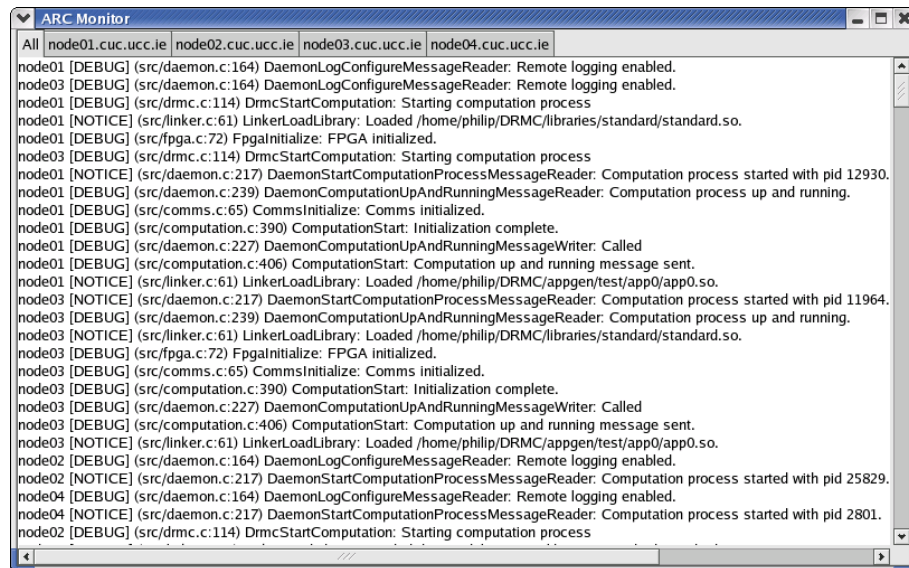 ARC Monitor
All node01.cuc.ucc.ie node02.cuc.ucc.ie node03.cuc.ucc.ie node04.cuc.ucc.ie
node01 [DEBUG] (src/daemon.c:164) DaemonLogConfigureMessageReader: Remote logging enabled.
node03 [DEBUG] (src/daemon.c:164) DaemonLogConfigureMessageReader: Remote logging enabled.
node01 [DEBUG] (src/drmc.c:114) DrmcStartComputation: Starting computation process
node01 [NOTICE] (src/linker.c:61) LinkerLoadLibrary: Loaded /home/philip/DRMC/libraries/standard/standard.so.
node01 [DEBUG] (src/fpga.c:72) FpgaInitialize: FPGA initialized.
node03 [DEBUG] (src/drmc.c:114) DrmcStartComputation: Starting computation process
node01 [NOTICE] (src/daemon.c:217) DaemonStartComputationProcessMessageReader: Computation process started with pid 12930.
node01 [DEBUG] (src/daemon.c:239) DaemonComputationUpAndRunningMessageReader: Computation process up and running.
node01 [DEBUG] (src/comms.c:65) CommsInitialize: Comms initialized.
node01 [DEBUG] (src/computation.c:390) ComputationStart: Initialization complete.
node01 [DEBUG] (src/daemon.c:227) DaemonComputationUpAndRunningMessageWriter: Called
node01 [DEBUG] (src/computation.c:406) ComputationStart: Computation up and running message sent.
node01 [NOTICE] (src/linker.c:61) LinkerLoadLibrary: Loaded /home/philip/DRMC/appgen/test/app0/app0.so.
node03 [NOTICE] (src/daemon.c:217) DaemonStartComputationProcessMessageReader: Computation process started with pid 11964.
node03 [DEBUG] (src/daemon.c:239) DaemonComputationUpAndRunningMessageReader: Computation process up and running.
node03 [NOTICE] (src/linker.c:61) LinkerLoadLibrary: Loaded /home/philip/DRMC/libraries/standard/standard.so.
node03 [DEBUG] (src/fpga.c:72) FpgaInitialize: FPGA initialized.
node03 [DEBUG] (src/comms.c:65) CommsInitialize: Comms initialized.
node03 [DEBUG] (src/computation.c:390) ComputationStart: Initialization complete.
node03 [DEBUG] (src/daemon.c:227) DaemonComputationUpAndRunningMessageWriter: Called
node03 [DEBUG] (src/computation.c:406) ComputationStart: Computation up and running message sent.
node03 [NOTICE] (src/linker.c:61) LinkerLoadLibrary: Loaded /home/philip/DRMC/appgen/test/app0/app0.so.
node02 [DEBUG] (src/daemon.c:164) DaemonLogConfigureMessageReader: Remote logging enabled.
node02 [NOTICE] (src/daemon.c:217) DaemonStartComputationProcessMessageReader: Computation process started with pid 25829.
node04 [DEBUG] (src/daemon.c:164) DaemonLogConfigureMessageReader: Remote logging enabled.
node04 [NOTICE] (src/daemon.c:217) DaemonStartComputationProcessMessageReader: Computation process started with pid 2801.
node02 [DEBUG] (src/drmc.c:114) DrmcStartComputation: Starting computation process